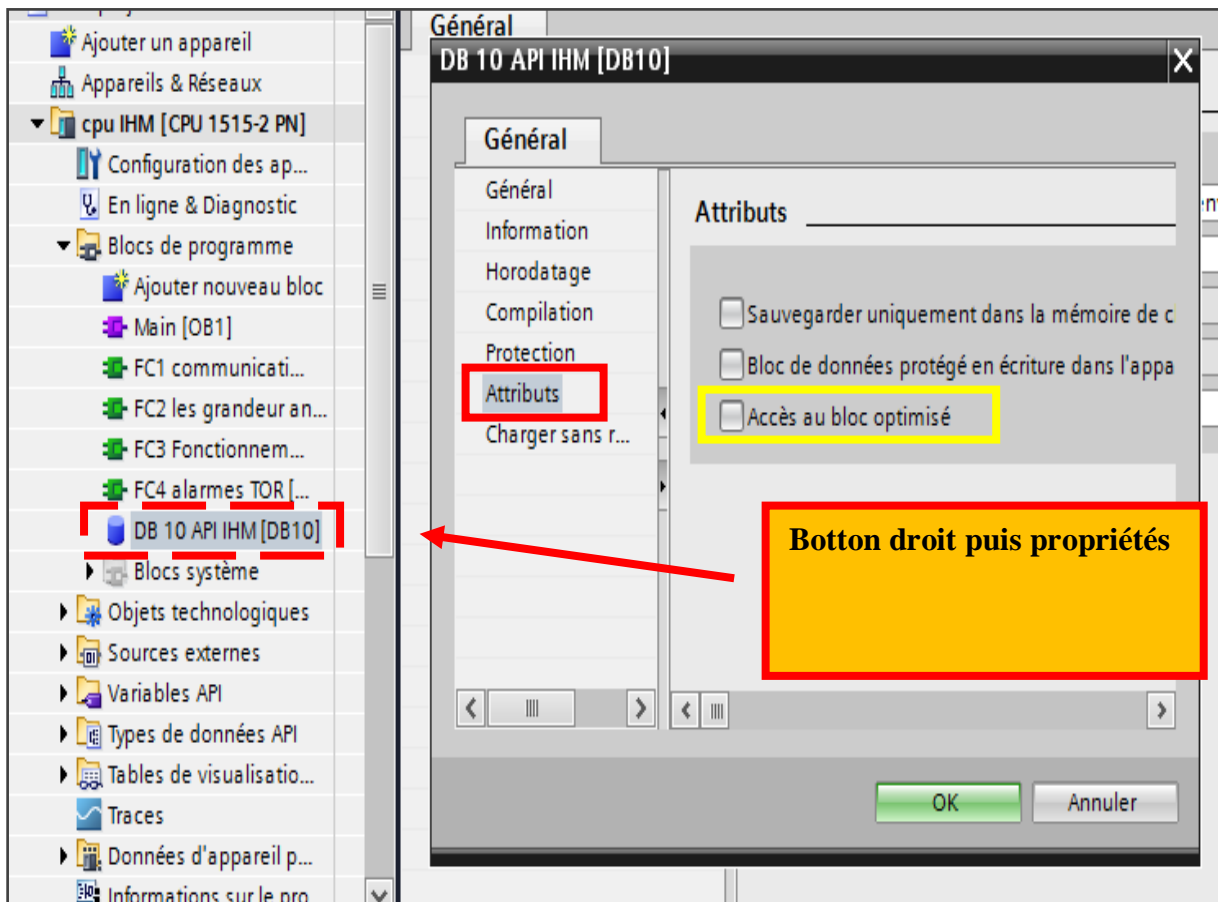 Ajouter un appareil
Appareils & Réseaux
cpu IHM [CPU 1515-2 PN]
Configuration des ap...
En ligne & Diagnostic
Blocs de programme
Ajouter nouveau bloc
Main [OB1]
FC1 communicati...
FC2 les grandeur an...
FC3 Fonctionnem...
FC4 alarmes TOR [...
DB 10 API IHM [DB10]
Blocs système
Objets technologiques
Sources externes
Variables API
Types de données API
Tables de visualisatio...
Traces
Données d'appareil p...
Informations sur le pro
Général
DB 10 API IHM [DB10]
X
Général
Général
Information
Horodatage
Compilation
Protection
Attributs
Charger sans r...
Attributs
Sauvegarder uniquement dans la mémoire de c
Bloc de données protégé en écriture dans l'appa
Accès au bloc optimisé
Botton droit puis propriétés
OK
Annuler